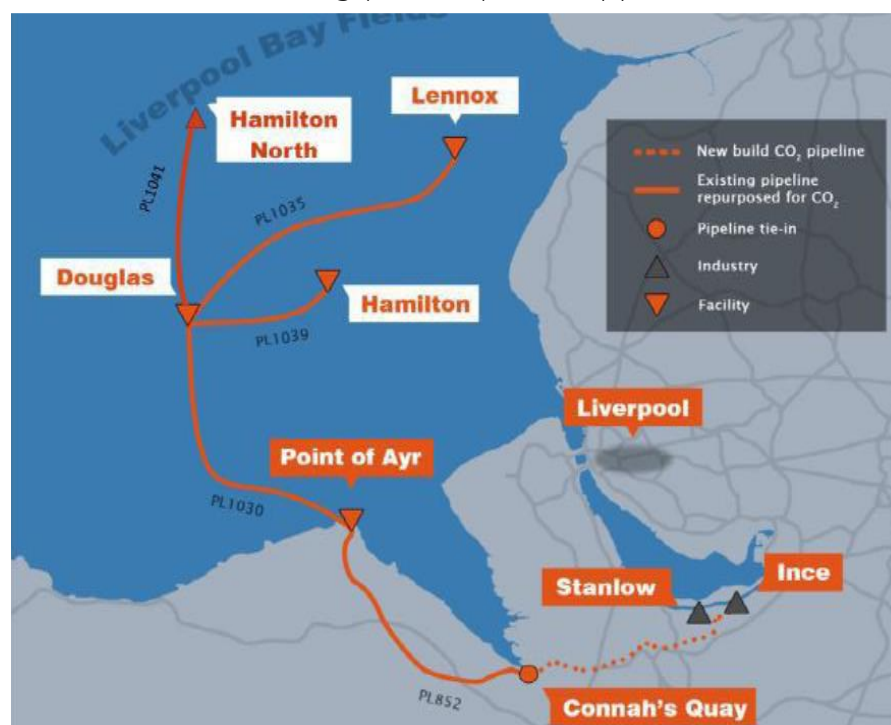 Liverpool Bay Fields
Lennox
Hamilton
North
PL1041
PL1035
Douglas
Hamilton
PL1039
New build CO₂ pipeline
Existing pipeline
repurposed for CO₂
Pipeline tie-in
Industry
Facility
Liverpool
Point of Ayr
PL1030
Stanlow
Ince
PL852
Connah's Quay